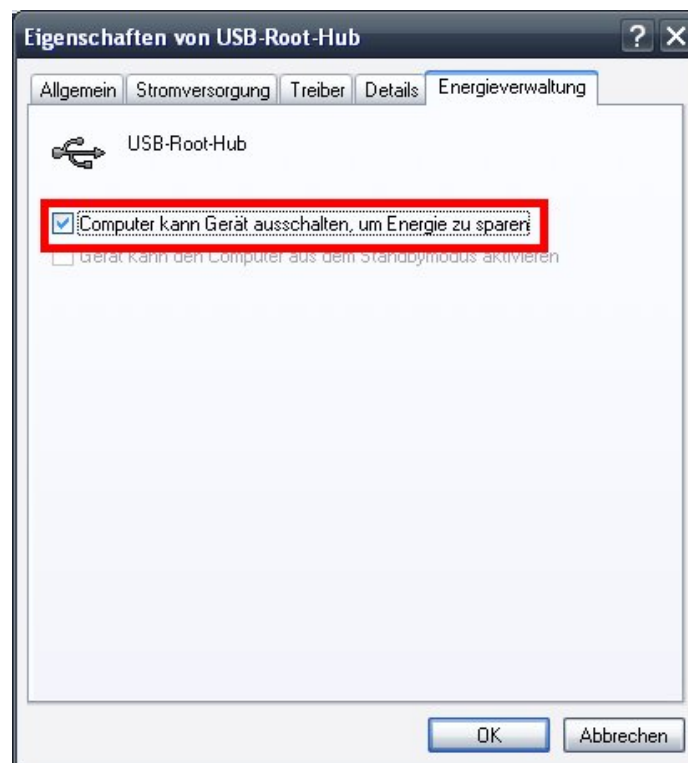 Eigenschaften von USB-Root-Hub
Allgemein Stromversorgung Treiber Details Energieverwaltung
USB-Root-Hub
Computer kann Gerät ausschalten, um Energie zu sparen
Gerät kann den Computer aus dem Standbymodus aktivieren
OK Abbrechen